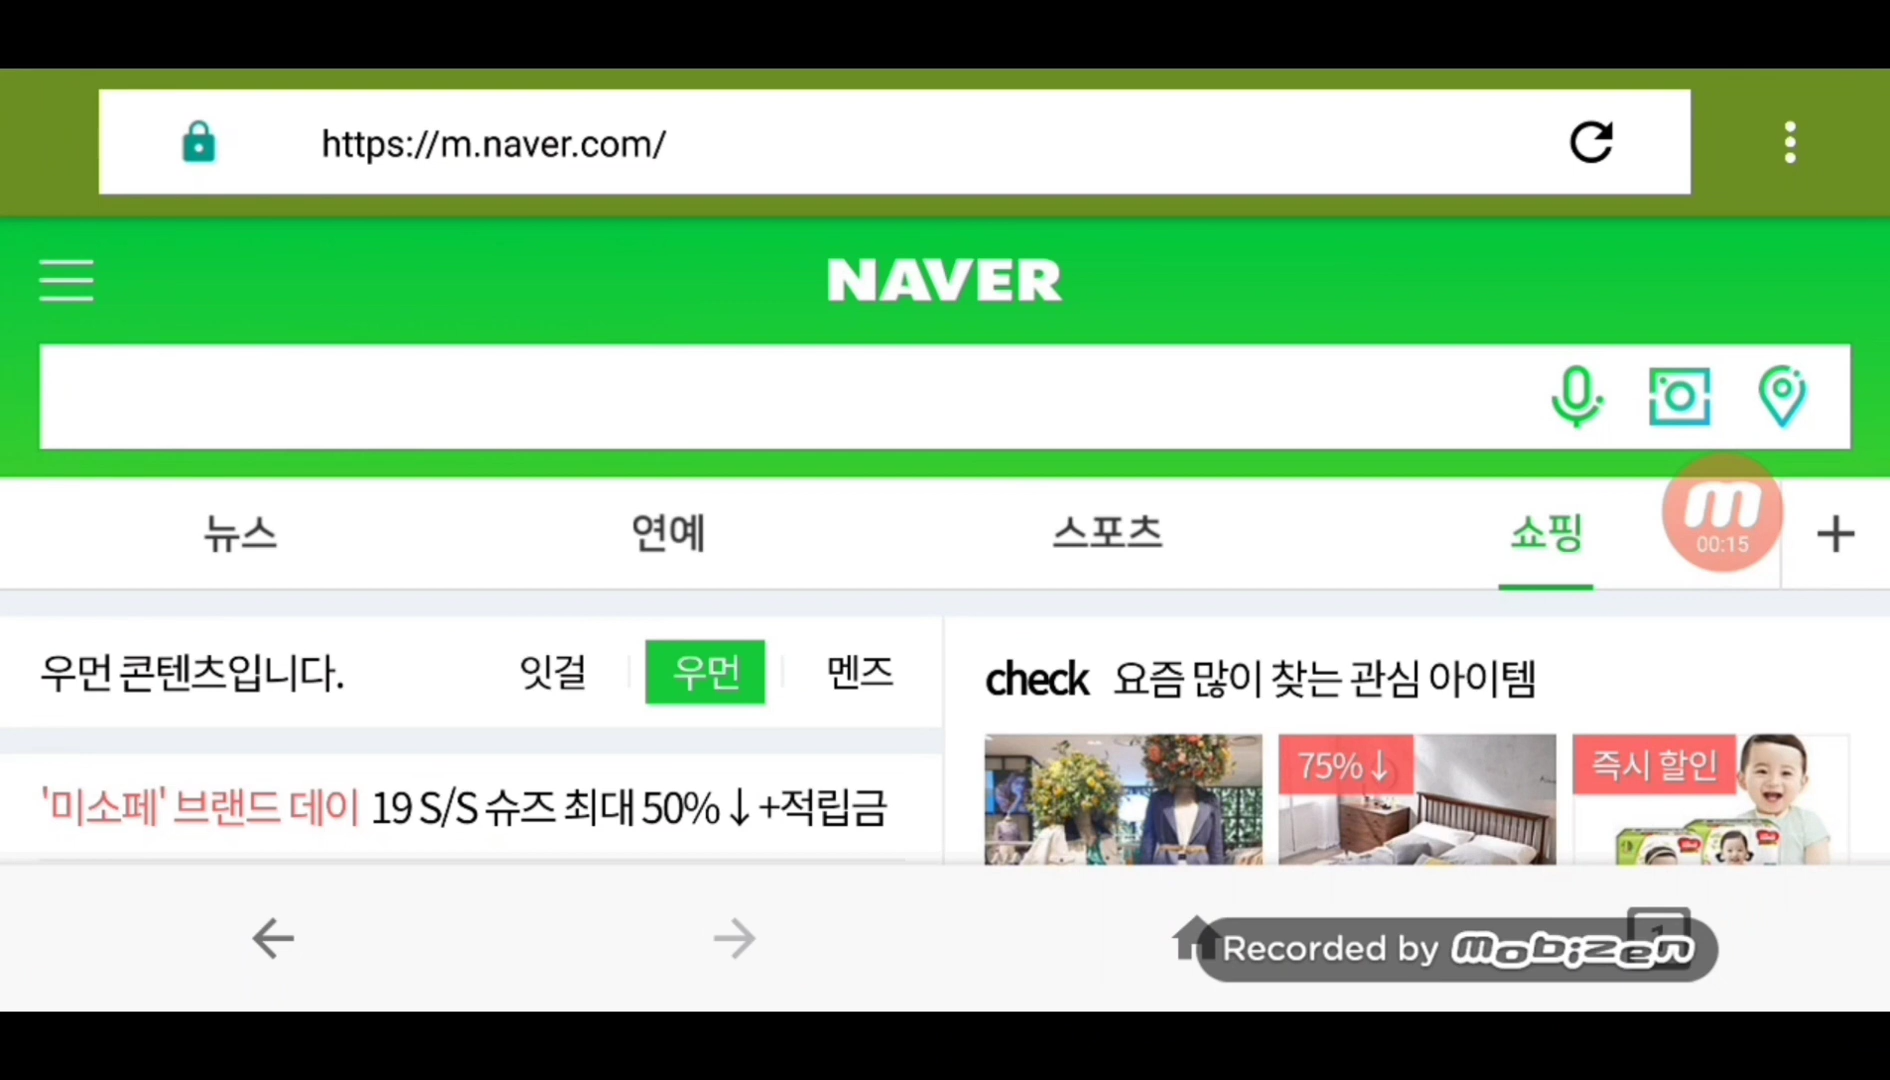 https://m.naver.com/
NAVER
뉴스 연예 스포츠 쇼핑 +
m
00:15
우먼 콘텐츠입니다. 잇걸 우먼 멘즈
'미소페' 브랜드 데이 19 S/S 슈즈 최대 50%↓+적립금
check 요즘 많이 찾는 관심 아이템
75%↓ 즉시 할인
1
Recorded by mobizen